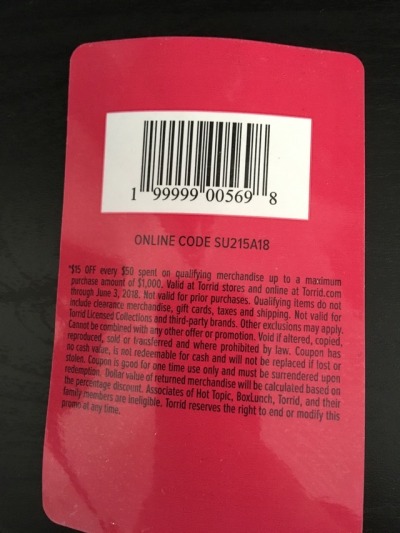 1 99999 00569 8
ONLINE CODE SU215A18
*$15 OFF every $50 spent on qualifying merchandise up to a maximum
purchase amount of $1,000. Valid at Torrid stores and online at Torrid.com
through June 3, 2018. Not valid for prior purchases. Qualifying items do not
include clearance merchandise, gift cards, taxes and shipping. Not valid for
Torrid Licensed Collections and third-party brands. Other exclusions may apply.
Cannot be combined with any other offer or promotion. Void if altered, copied,
reproduced, sold or transferred and where prohibited by law. Coupon has
no cash value, is not redeemable for cash and will not be replaced if lost or
stolen. Coupon is good for one time use only and must be surrendered upon
redemption. Dollar value of returned merchandise will be calculated based on
the percentage discount. Associates of Hot Topic, BoxLunch, Torrid, and their
family members are ineligible. Torrid reserves the right to end or modify this
promo at any time.